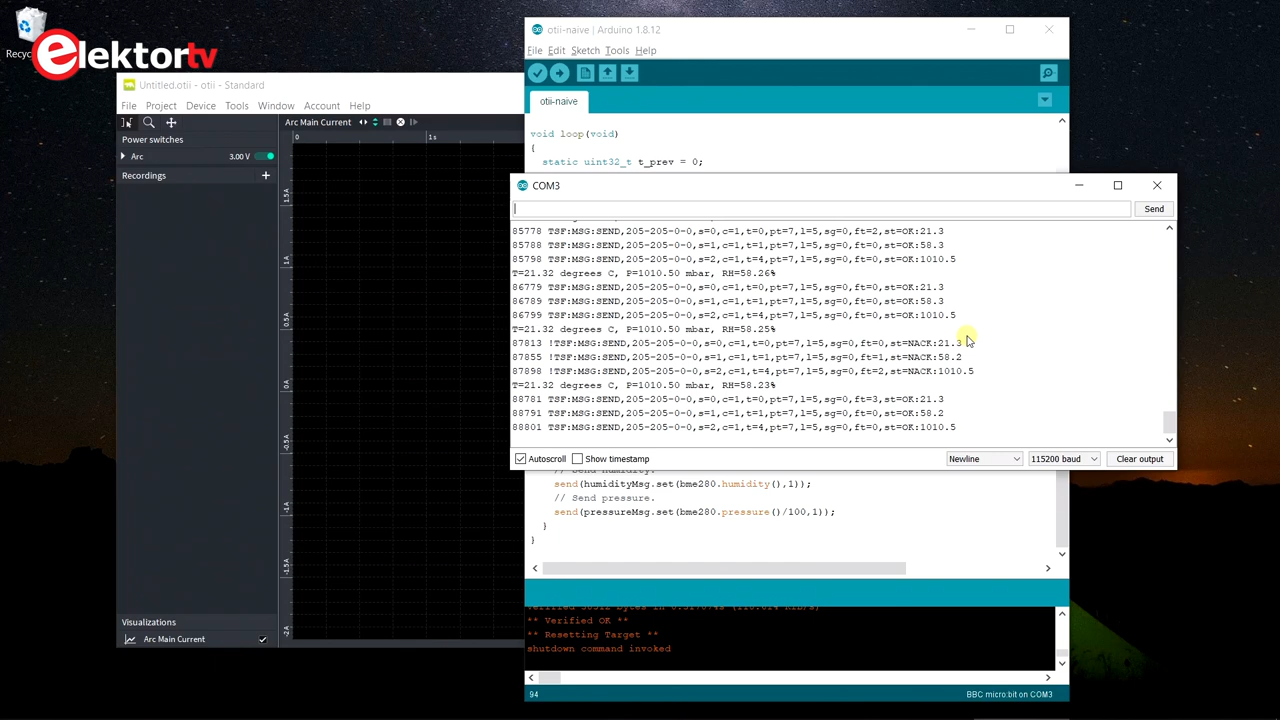 Recyc
elektortv
Untitled.otii - otii - Standard
File Project Device Tools Window Account Help
Power switches
Arc 3.00 V
Recordings +
Visualizations
Arc Main Current
Arc Main Current
0 1s
1.5 A
1 A
0.5 A
0 A
-0.5 A
-1 A
-1.5 A
-2 A
otii-naive | Arduino 1.8.12
File Edit Sketch Tools Help
otii-naive
void loop(void)
{
static uint32_t t_prev = 0;
COM3
Send
85778 TSF:MSG:SEND,205-205-0-0,s=0,c=1,t=0,pt=7,l=5,sg=0,ft=2,st=OK:21.3
85788 TSF:MSG:SEND,205-205-0-0,s=1,c=1,t=1,pt=7,l=5,sg=0,ft=0,st=OK:58.3
85798 TSF:MSG:SEND,205-205-0-0,s=2,c=1,t=4,pt=7,l=5,sg=0,ft=0,st=OK:1010.5
T=21.32 degrees C, P=1010.50 mbar, RH=58.26%
86779 TSF:MSG:SEND,205-205-0-0,s=0,c=1,t=0,pt=7,l=5,sg=0,ft=0,st=OK:21.3
86789 TSF:MSG:SEND,205-205-0-0,s=1,c=1,t=1,pt=7,l=5,sg=0,ft=0,st=OK:58.3
86799 TSF:MSG:SEND,205-205-0-0,s=2,c=1,t=4,pt=7,l=5,sg=0,ft=0,st=OK:1010.5
T=21.32 degrees C, P=1010.50 mbar, RH=58.25%
87813 !TSF:MSG:SEND,205-205-0-0,s=0,c=1,t=0,pt=7,l=5,sg=0,ft=0,st=NACK:21.3
87855 !TSF:MSG:SEND,205-205-0-0,s=1,c=1,t=1,pt=7,l=5,sg=0,ft=1,st=NACK:58.2
87898 !TSF:MSG:SEND,205-205-0-0,s=2,c=1,t=4,pt=7,l=5,sg=0,ft=2,st=NACK:1010.5
T=21.32 degrees C, P=1010.50 mbar, RH=58.23%
88781 TSF:MSG:SEND,205-205-0-0,s=0,c=1,t=0,pt=7,l=5,sg=0,ft=3,st=OK:21.3
88791 TSF:MSG:SEND,205-205-0-0,s=1,c=1,t=1,pt=7,l=5,sg=0,ft=0,st=OK:58.2
88801 TSF:MSG:SEND,205-205-0-0,s=2,c=1,t=4,pt=7,l=5,sg=0,ft=0,st=OK:1010.5
Autoscroll Show timestamp Newline 115200 baud Clear output
// Send humidity.
send(humidityMsg.set(bme280.humidity(),1));
// Send pressure.
send(pressureMsg.set(bme280.pressure()/100,1));
}
}
** Verified OK **
** Resetting Target **
shutdown command invoked
94 BBC micro:bit on COM3